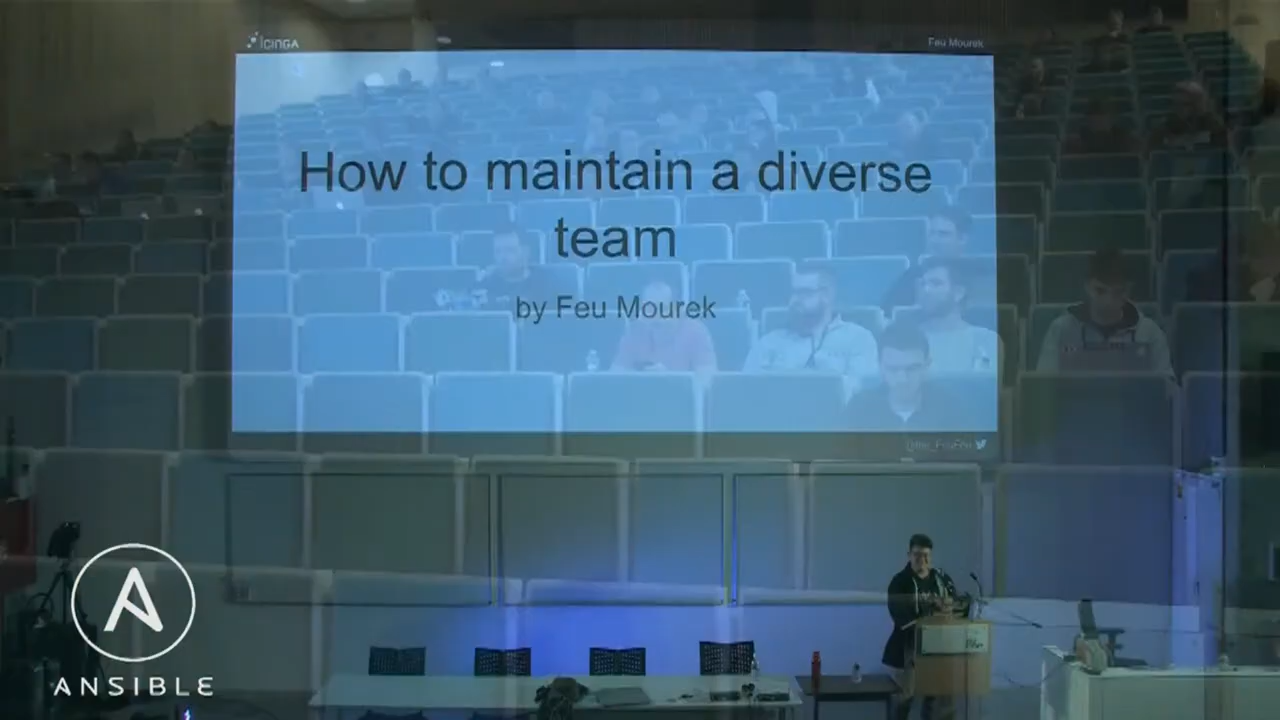 ICINGA
Feu Mourek
How to maintain a diverse
team
by Feu Mourek
ANSIBLE